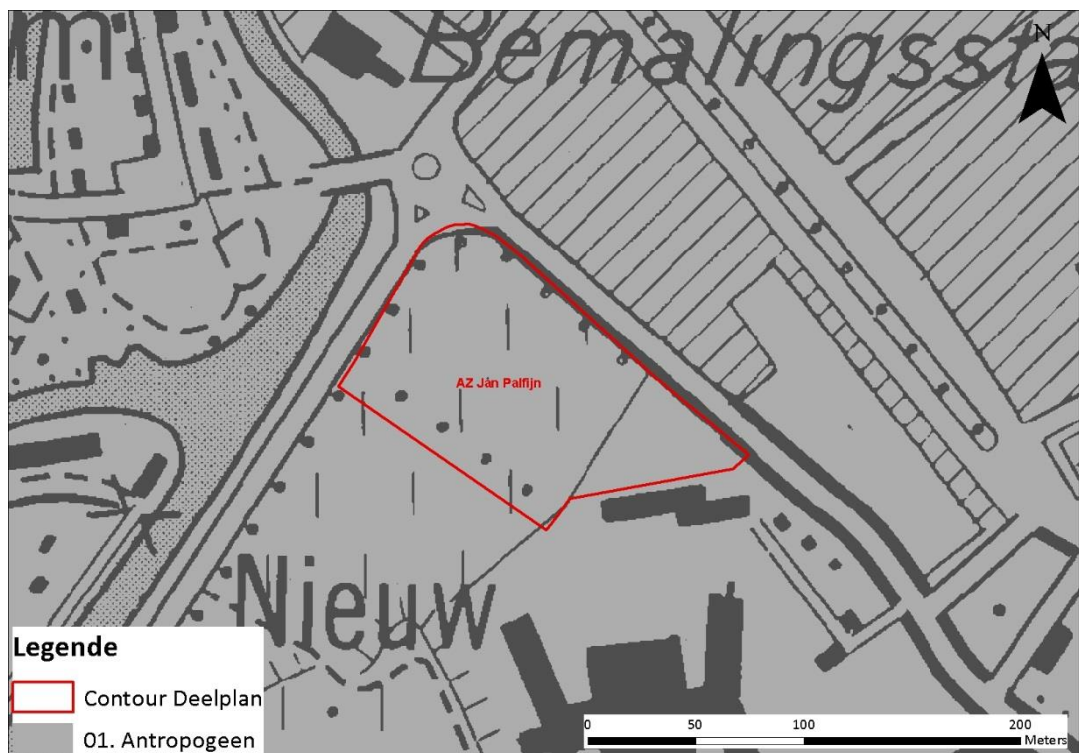 Bemalingssta
N
AZ Jan Palfijn
Nieuw
Legende
Contour Deelplan
01. Antropogeen
0 50 100 200
Meters